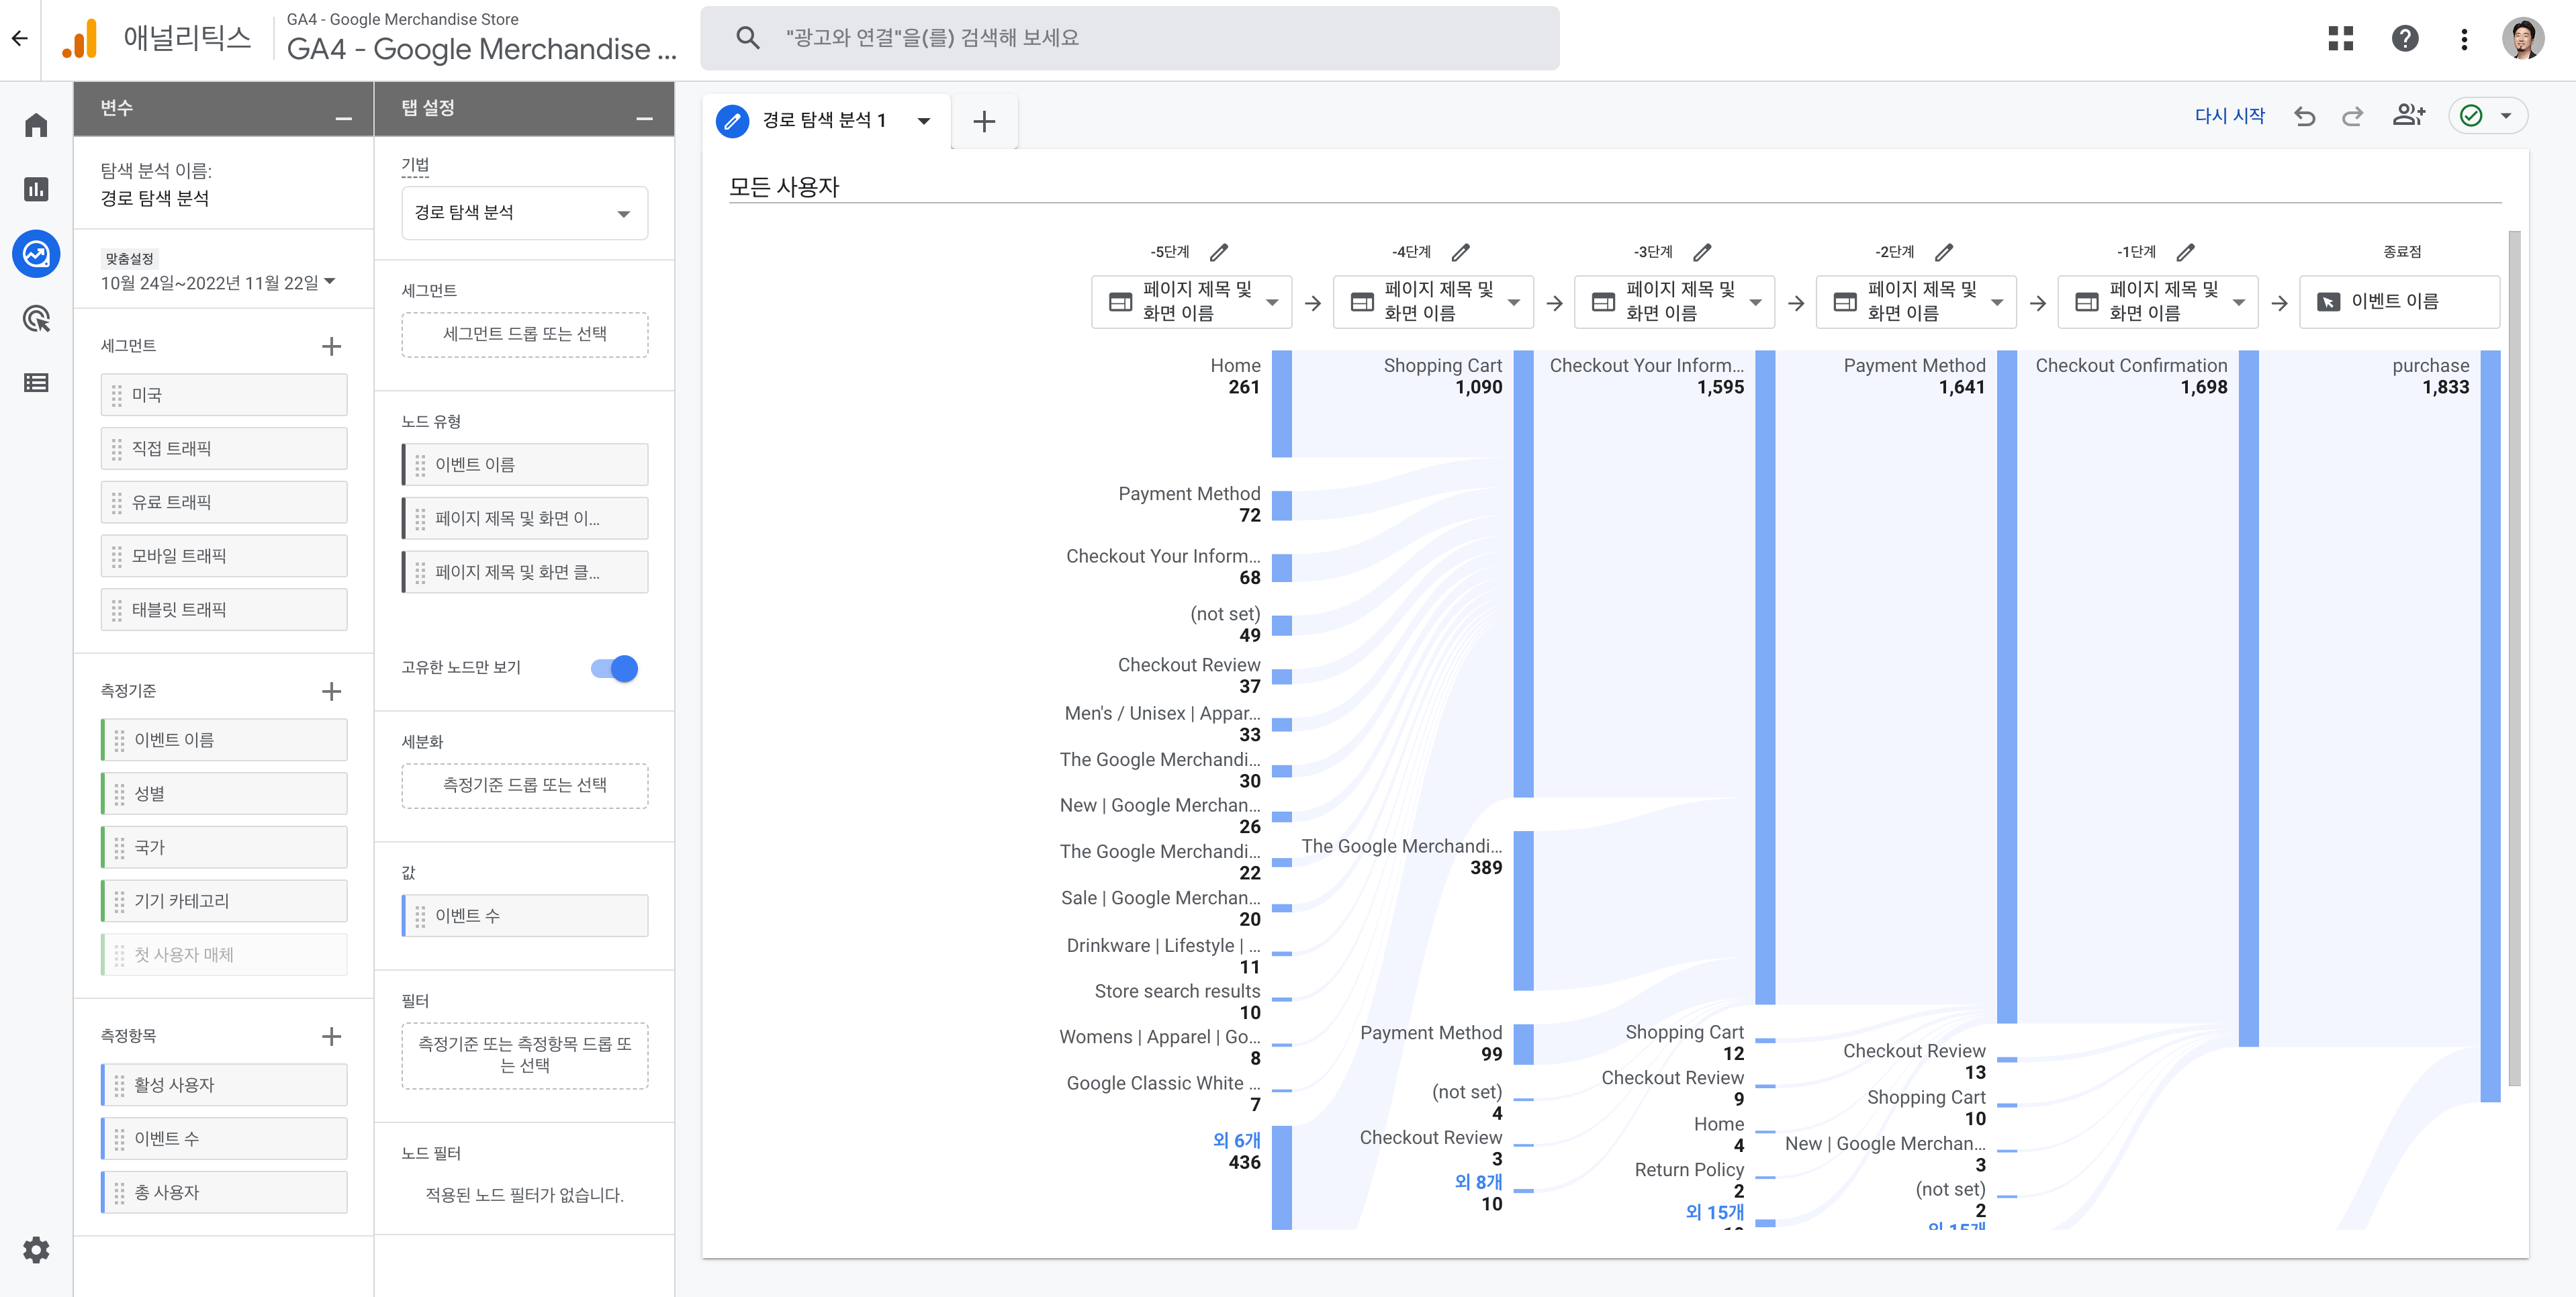 애널리틱스
GA4 - Google Merchandise Store
GA4 - Google Merchandise ...
"광고와 연결"을(를) 검색해 보세요
변수
탐색 분석 이름:
경로 탐색 분석
맞춤설정
10월 24일~2022년 11월 22일
세그먼트
미국
직접 트래픽
유료 트래픽
모바일 트래픽
태블릿 트래픽
측정기준
이벤트 이름
성별
국가
기기 카테고리
첫 사용자 매체
측정항목
활성 사용자
이벤트 수
총 사용자
탭 설정
기법
경로 탐색 분석
세그먼트
세그먼트 드롭 또는 선택
노드 유형
이벤트 이름
페이지 제목 및 화면 이...
페이지 제목 및 화면 클...
고유한 노드만 보기
세분화
측정기준 드롭 또는 선택
값
이벤트 수
필터
측정기준 또는 측정항목 드롭 또
는 선택
노드 필터
적용된 노드 필터가 없습니다.
경로 탐색 분석 1
다시 시작
모든 사용자
-5단계
페이지 제목 및
화면 이름
-4단계
페이지 제목 및
화면 이름
-3단계
페이지 제목 및
화면 이름
-2단계
페이지 제목 및
화면 이름
-1단계
페이지 제목 및
화면 이름
종료점
이벤트 이름
Home
261
Payment Method
72
Checkout Your Inform...
68
(not set)
49
Checkout Review
37
Men's / Unisex | Appar...
33
The Google Merchandi...
30
New | Google Merchan...
26
The Google Merchandi...
22
Sale | Google Merchan...
20
Drinkware | Lifestyle | ...
11
Store search results
10
Womens | Apparel | Go...
8
Google Classic White ...
7
외 6개
436
Shopping Cart
1,090
The Google Merchandi...
389
Payment Method
99
(not set)
4
Checkout Review
3
외 8개
10
Checkout Your Inform...
1,595
Shopping Cart
12
Checkout Review
9
Home
4
Return Policy
2
외 15개
Payment Method
1,641
Checkout Review
13
Shopping Cart
10
New | Google Merchan...
3
(not set)
2
외 15개
Checkout Confirmation
1,698
purchase
1,833